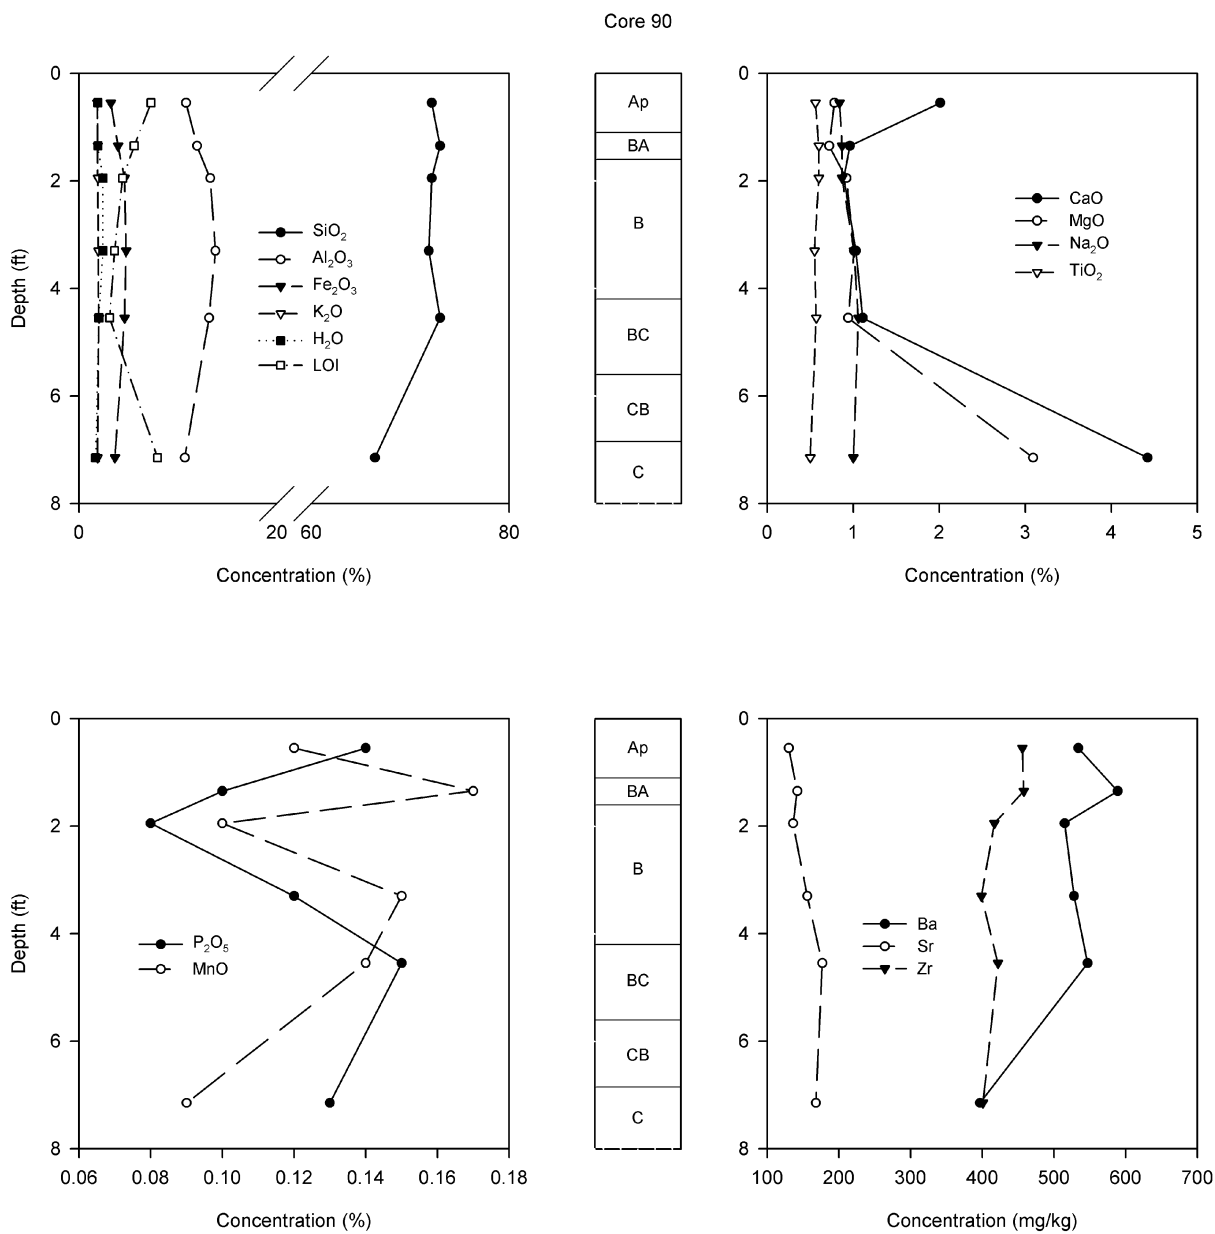 Core 90
0
2
4
6
8
Depth (ft)
SiO₂
Al₂O₃
Fe₂O₃
K₂O
H₂O
LOI
0 20 60 80
Concentration (%)
Ap
BA
B
BC
CB
C
0
2
4
6
8
CaO
MgO
Na₂O
TiO₂
0 1 2 3 4 5
Concentration (%)
0
2
4
6
8
Depth (ft)
P₂O₅
MnO
0.06 0.08 0.10 0.12 0.14 0.16 0.18
Concentration (%)
Ap
BA
B
BC
CB
C
0
2
4
6
8
Ba
Sr
Zr
100 200 300 400 500 600 700
Concentration (mg/kg)